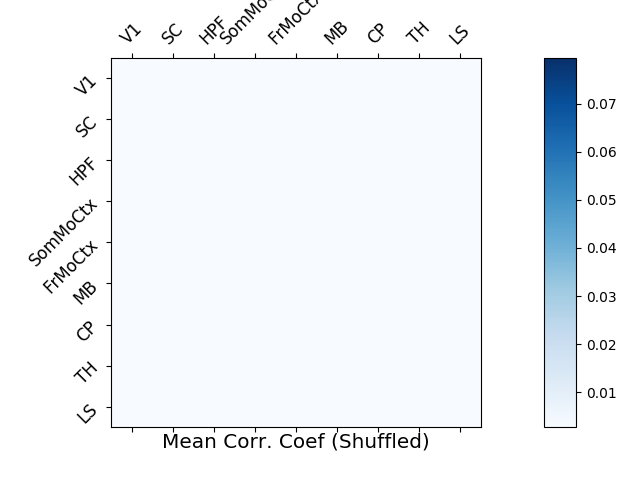 V1 SC HPF MB CP TH LS
V1
SC
HPF
SomMoCtx
FrMoCtx
MB
CP
TH
LS
Mean Corr. Coef (Shuffled)
0.07
0.06
0.05
0.04
0.03
0.02
0.01